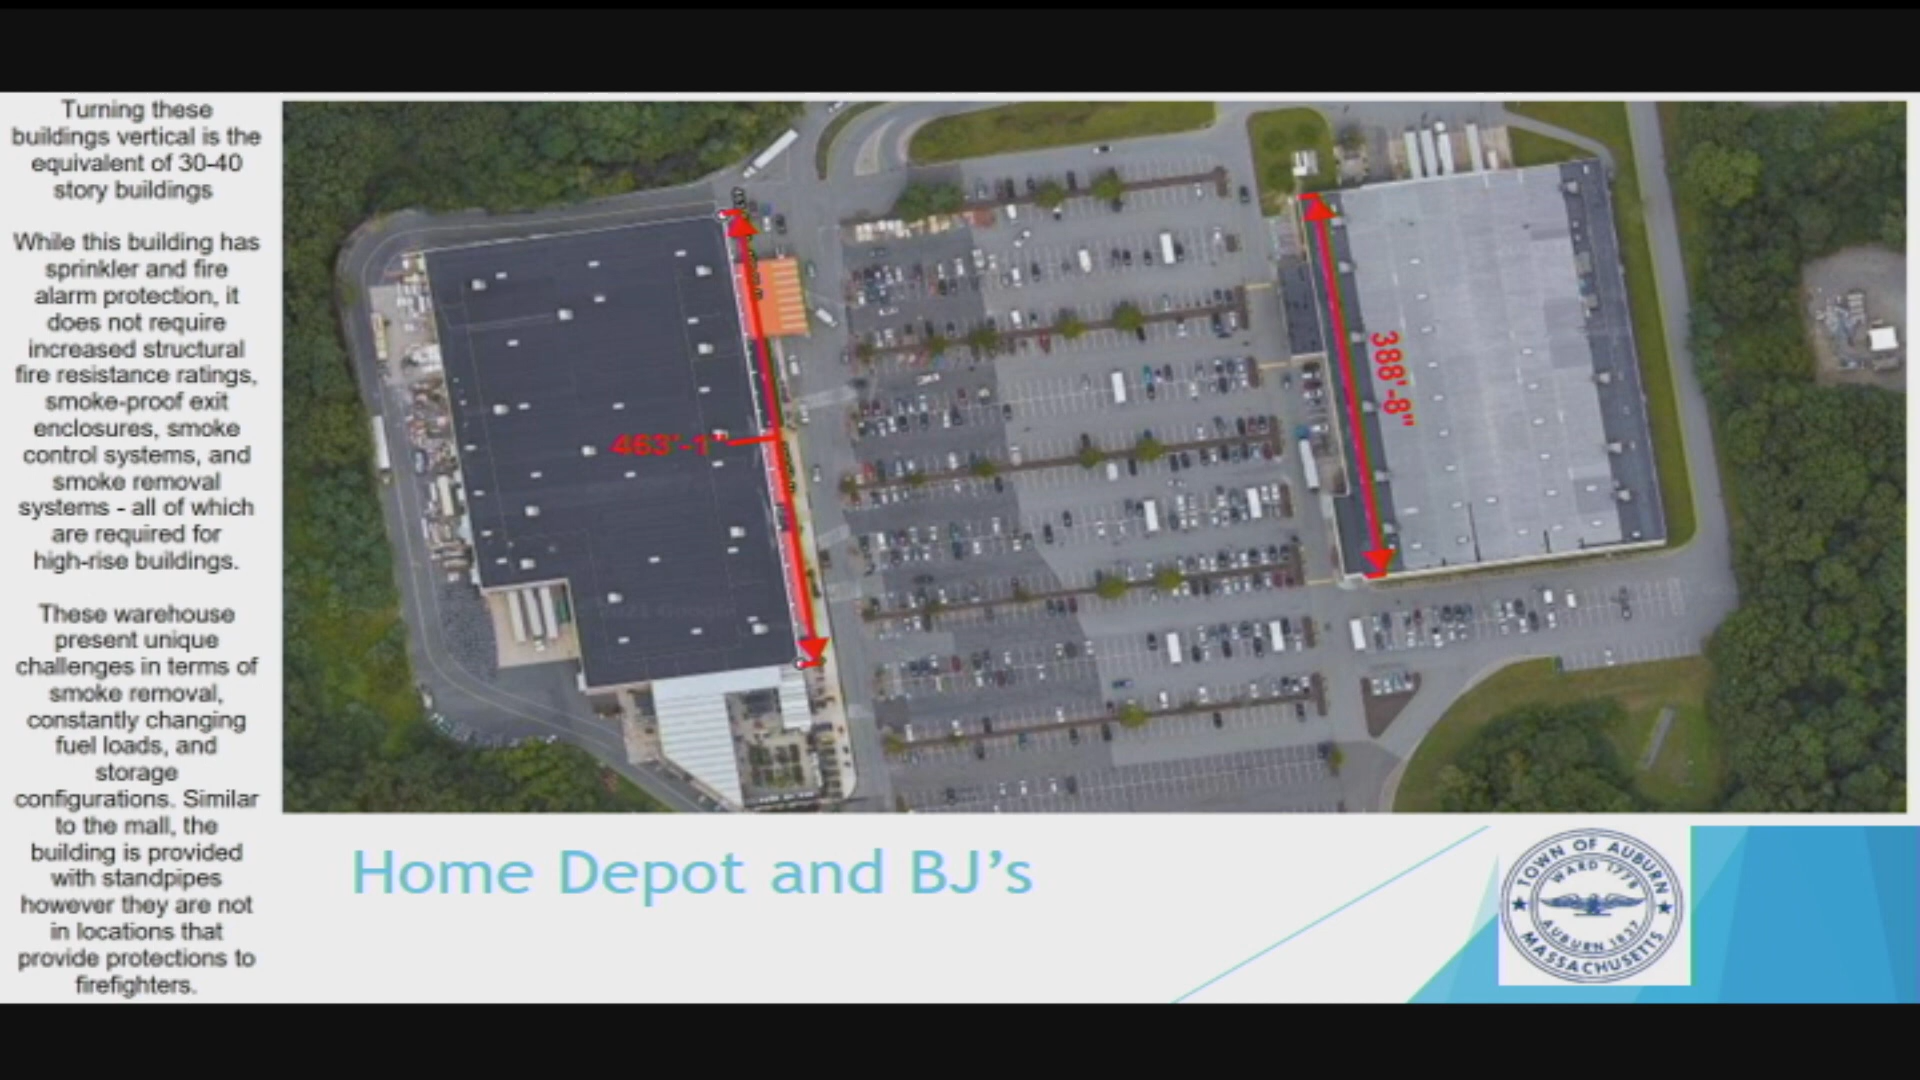 Turning these
buildings vertical is the
equivalent of 30-40
story buildings
While this building has
sprinkler and fire
alarm protection, it
does not require
increased structural
fire resistance ratings,
smoke-proof exit
enclosures, smoke
control systems, and
smoke removal
systems - all of which
are required for
high-rise buildings.
These warehouse
present unique
challenges in terms of
smoke removal,
constantly changing
fuel loads, and
storage
configurations. Similar
to the mall, the
building is provided
with standpipes
however they are not
in locations that
provide protections to
firefighters.
463'-1"
388'-8"
Home Depot and BJ's
TOWN OF AUBURN
WARD 1778
AUBURN 1837
MASSACHUSETTS